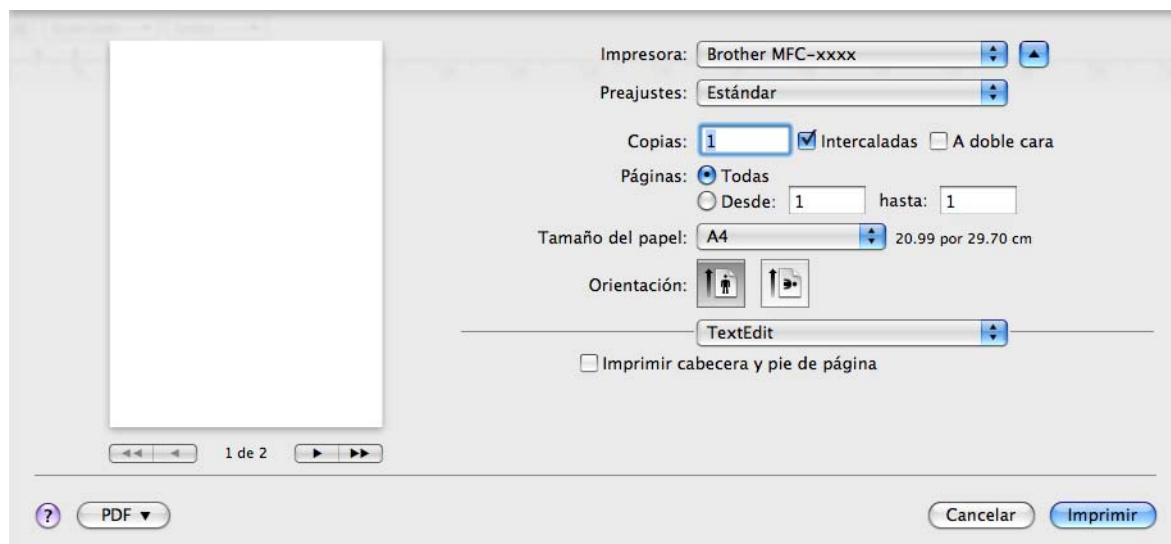 Impresora: Brother MFC-xxxx
Preajustes: Estándar
Copias: 1 Intercaladas A doble cara
Páginas: Todas
Desde: 1 hasta: 1
Tamaño del papel: A4 20.99 por 29.70 cm
Orientación:
TextEdit
Imprimir cabecera y pie de página
1 de 2
? PDF Cancelar Imprimir